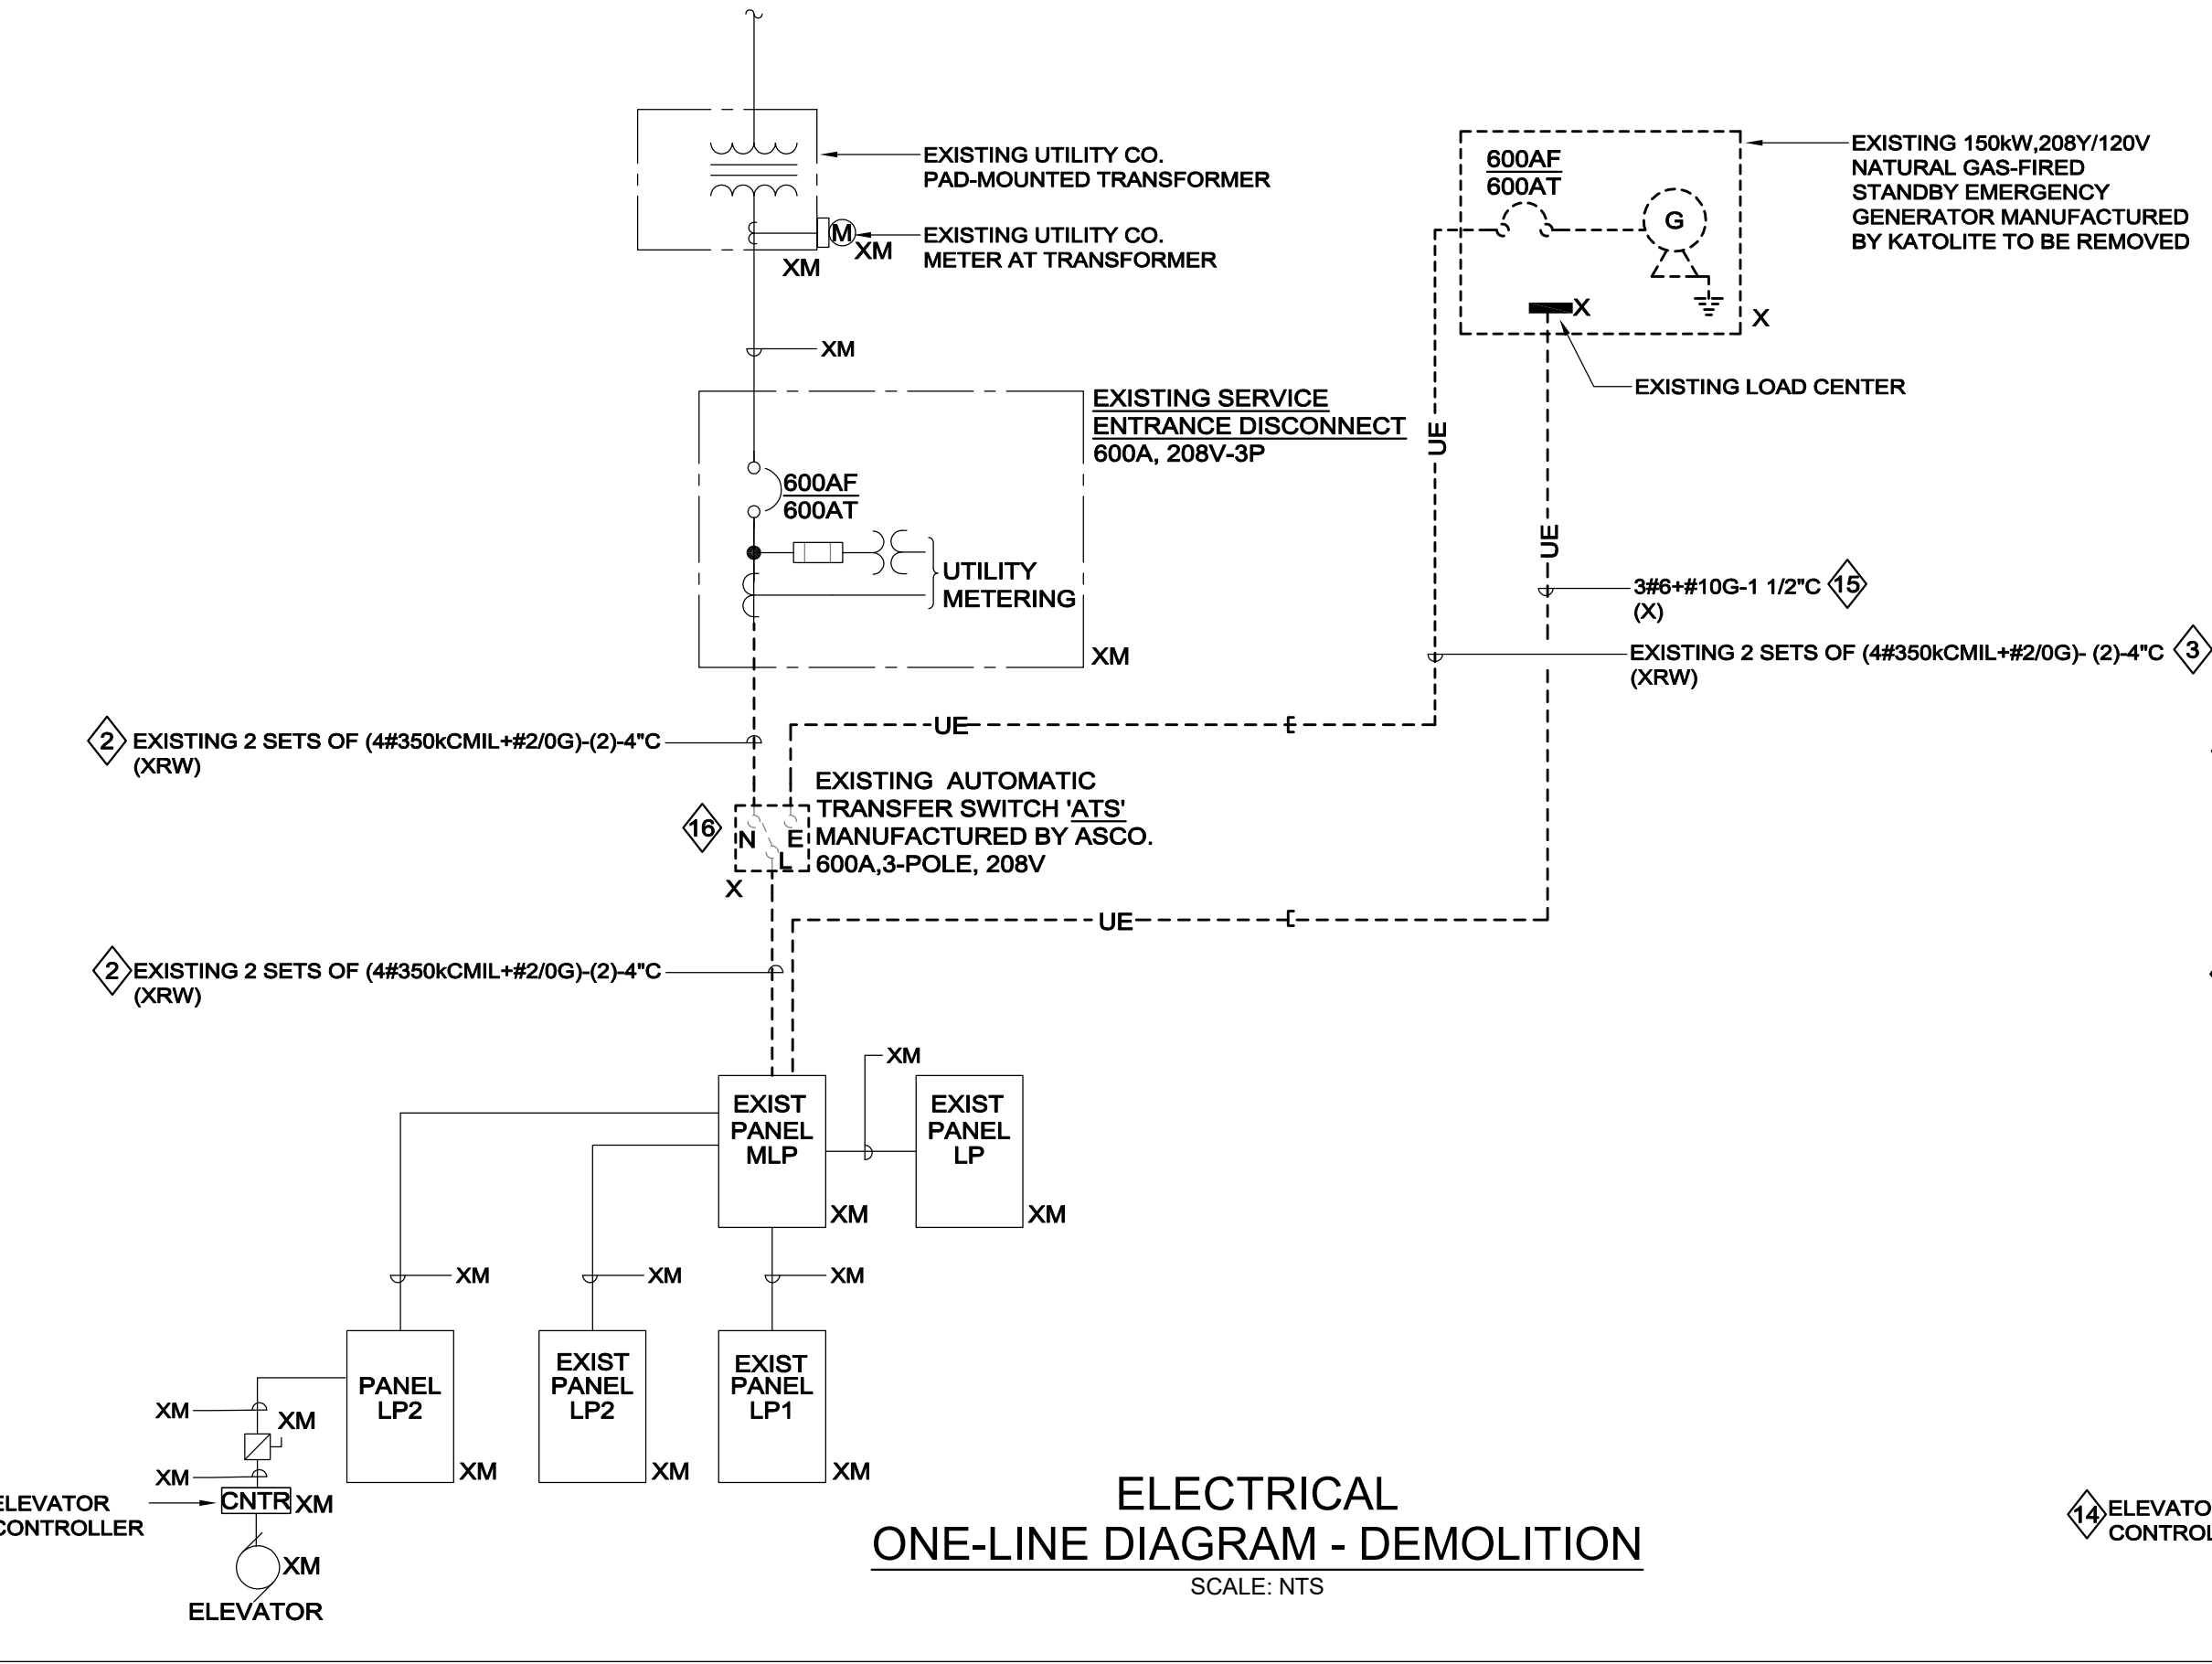 EXISTING UTILITY CO.
PAD-MOUNTED TRANSFORMER
M
XM
XM
EXISTING UTILITY CO.
METER AT TRANSFORMER
XM
600AF
600AT
G
X
X
EXISTING 150kW,208Y/120V
NATURAL GAS-FIRED
STANDBY EMERGENCY
GENERATOR MANUFACTURED
BY KATOLITE TO BE REMOVED
EXISTING LOAD CENTER
EXISTING SERVICE
ENTRANCE DISCONNECT
600A, 208V-3P
600AF
600AT
UTILITY
METERING
XM
UE
UE
3#6+#10G-1 1/2"C 15
(X)
EXISTING 2 SETS OF (4#350kCMIL+#2/0G)- (2)-4"C 3
(XRW)
UE
2 EXISTING 2 SETS OF (4#350kCMIL+#2/0G)-(2)-4"C
(XRW)
16
N E
L
X
EXISTING AUTOMATIC
TRANSFER SWITCH 'ATS'
MANUFACTURED BY ASCO.
600A,3-POLE, 208V
UE
2 EXISTING 2 SETS OF (4#350kCMIL+#2/0G)-(2)-4"C
(XRW)
XM
EXIST
PANEL
MLP
XM
EXIST
PANEL
LP
XM
XM
XM
XM
PANEL
LP2
XM
EXIST
PANEL
LP2
XM
EXIST
PANEL
LP1
XM
XM
XM
XM
ELEVATOR
CONTROLLER
CNTR XM
XM
ELEVATOR
ELECTRICAL
ONE-LINE DIAGRAM - DEMOLITION
SCALE: NTS
14 ELEVATO
CONTROL